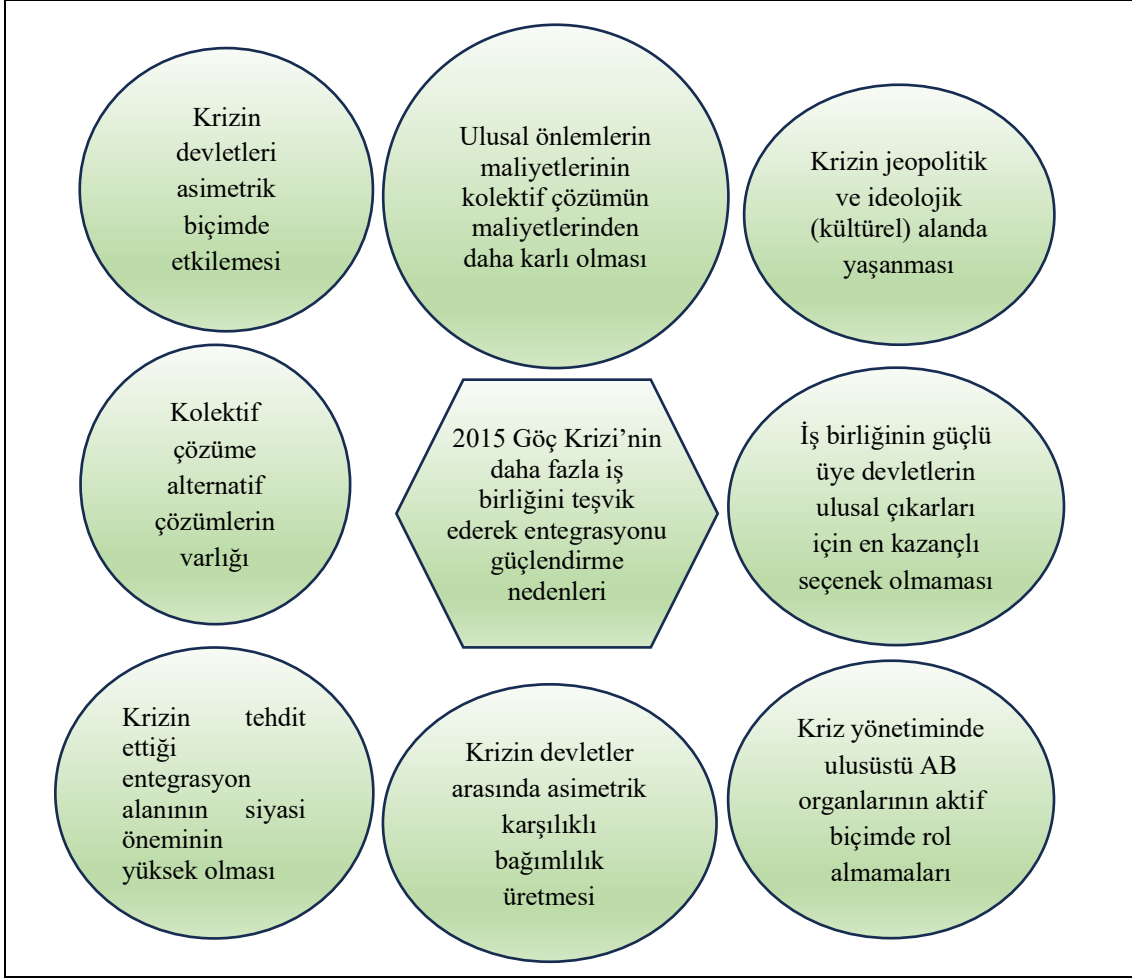 Krizin
devletleri
asimetrik
biçimde
etkilemesi
Ulusal önlemlerin
maliyetlerinin
kolektif çözümün
maliyetlerinden
daha karlı olması
Krizin jeopolitik
ve ideolojik
(kültürel) alanda
yaşanması
Kolektif
çözüme
alternatif
çözümlerin
varlığı
2015 Göç Krizi’nin
daha fazla iş
birliğini teşvik
ederek entegrasyonu
güçlendirme
nedenleri
İş birliğinin güçlü
üye devletlerin
ulusal çıkarları
için en kazançlı
seçenek olmaması
Krizin tehdit
ettiği
entegrasyon
alanının siyasi
öneminin
yüksek olması
Krizin devletler
arasında asimetrik
karşılıklı
bağımlılık
üretmesi
Kriz yönetiminde
ulusüstü AB
organlarının aktif
biçimde rol
almamaları